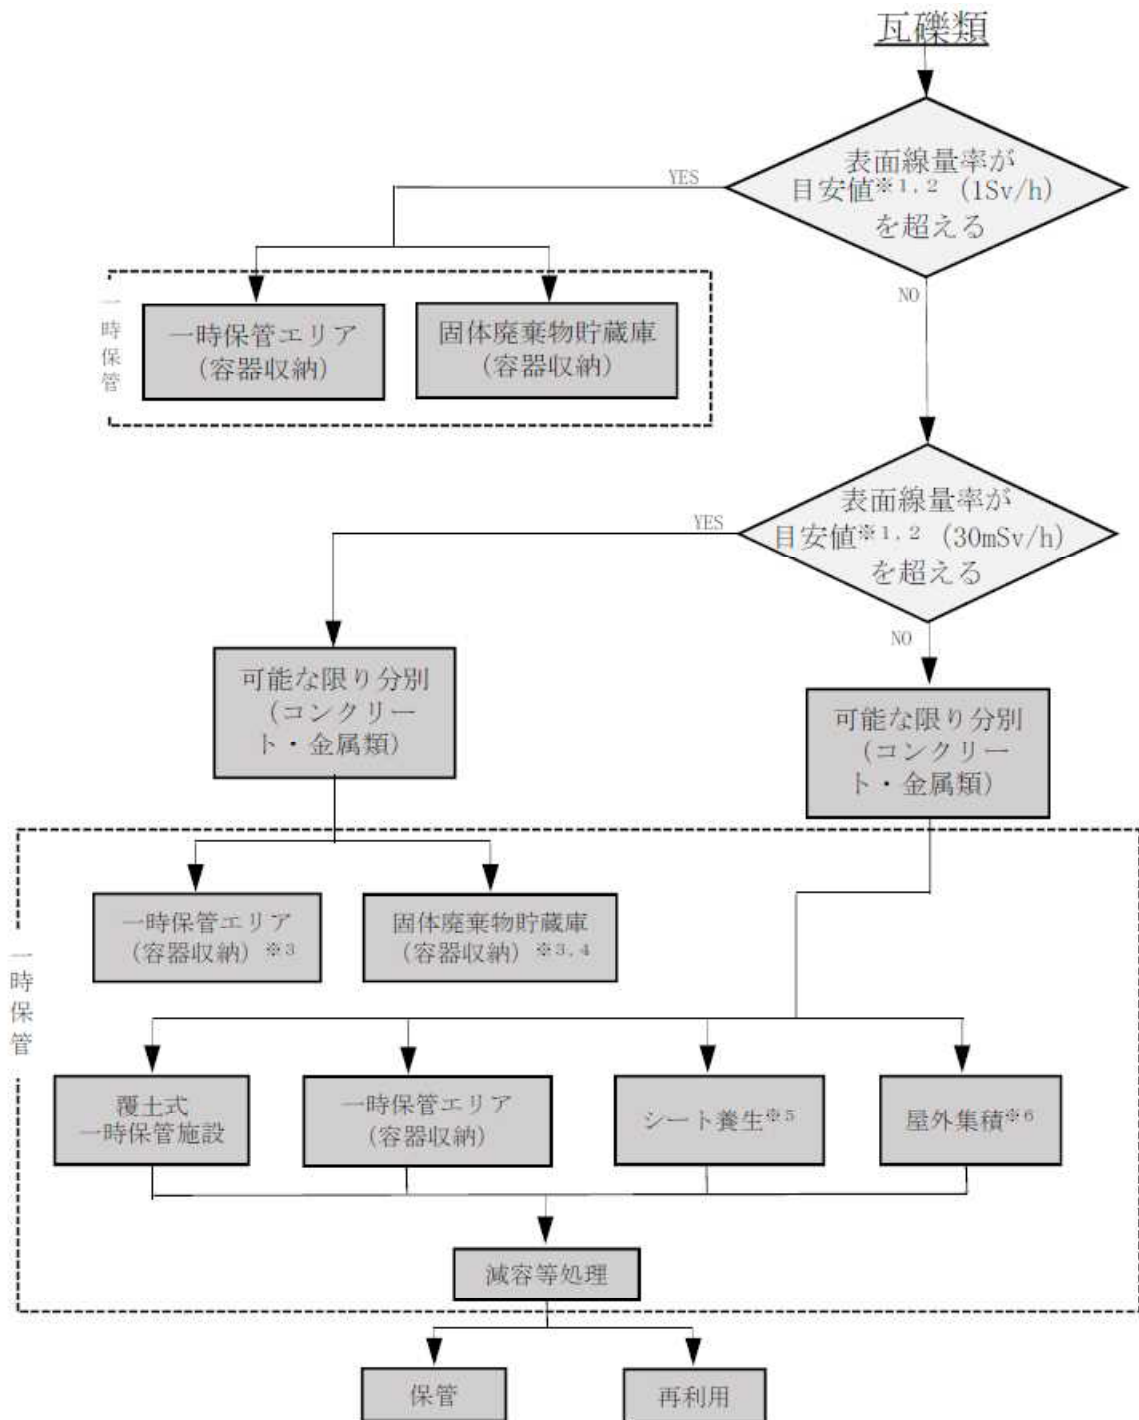 瓦礫類
表面線量率が
目安値※1,2 (1Sv/h)
を超える
YES
NO
一時保管
一時保管エリア
(容器収納)
固体廃棄物貯蔵庫
(容器収納)
表面線量率が
目安値※1,2 (30mSv/h)
を超える
YES
NO
可能な限り分別
(コンクリー
ト・金属類)
可能な限り分別
(コンクリー
ト・金属類)
一時保管
一時保管エリア
(容器収納)※3
固体廃棄物貯蔵庫
(容器収納)※3,4
覆土式
一時保管施設
一時保管エリア
(容器収納)
シート養生※5
屋外集積※6
減容等処理
保管
再利用